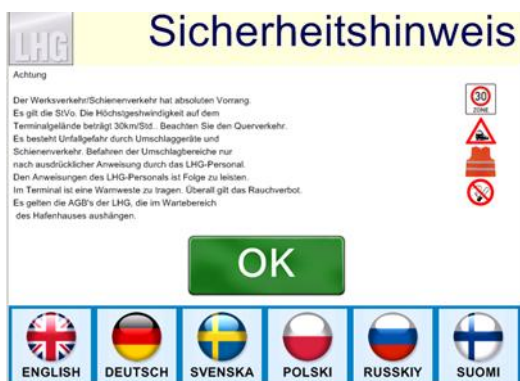 LHG
Sicherheitshinweis
Achtung
Der Werksverkehr/Schienenverkehr hat absoluten Vorrang.
Es gilt die StVo. Die Höchstgeshwindigkeit auf dem
Terminalgelände beträgt 30km/Std.. Beachten Sie den Querverkehr.
Es besteht Unfallgefahr durch Umschlaggeräte und
Schienenverkehr. Befahren der Umschlagbereiche nur
nach ausdrücklicher Anweisung durch das LHG-Personal.
Den Anweisungen des LHG-Personals ist Folge zu leisten.
Im Terminal ist eine Warnweste zu tragen. Überall gilt das Rauchverbot.
Es gelten die AGB's der LHG, die im Wartebereich
des Hafenhauses aushängen.
30
ZONE
OK
ENGLISH
DEUTSCH
SVENSKA
POLSKI
RUSSKIY
SUOMI